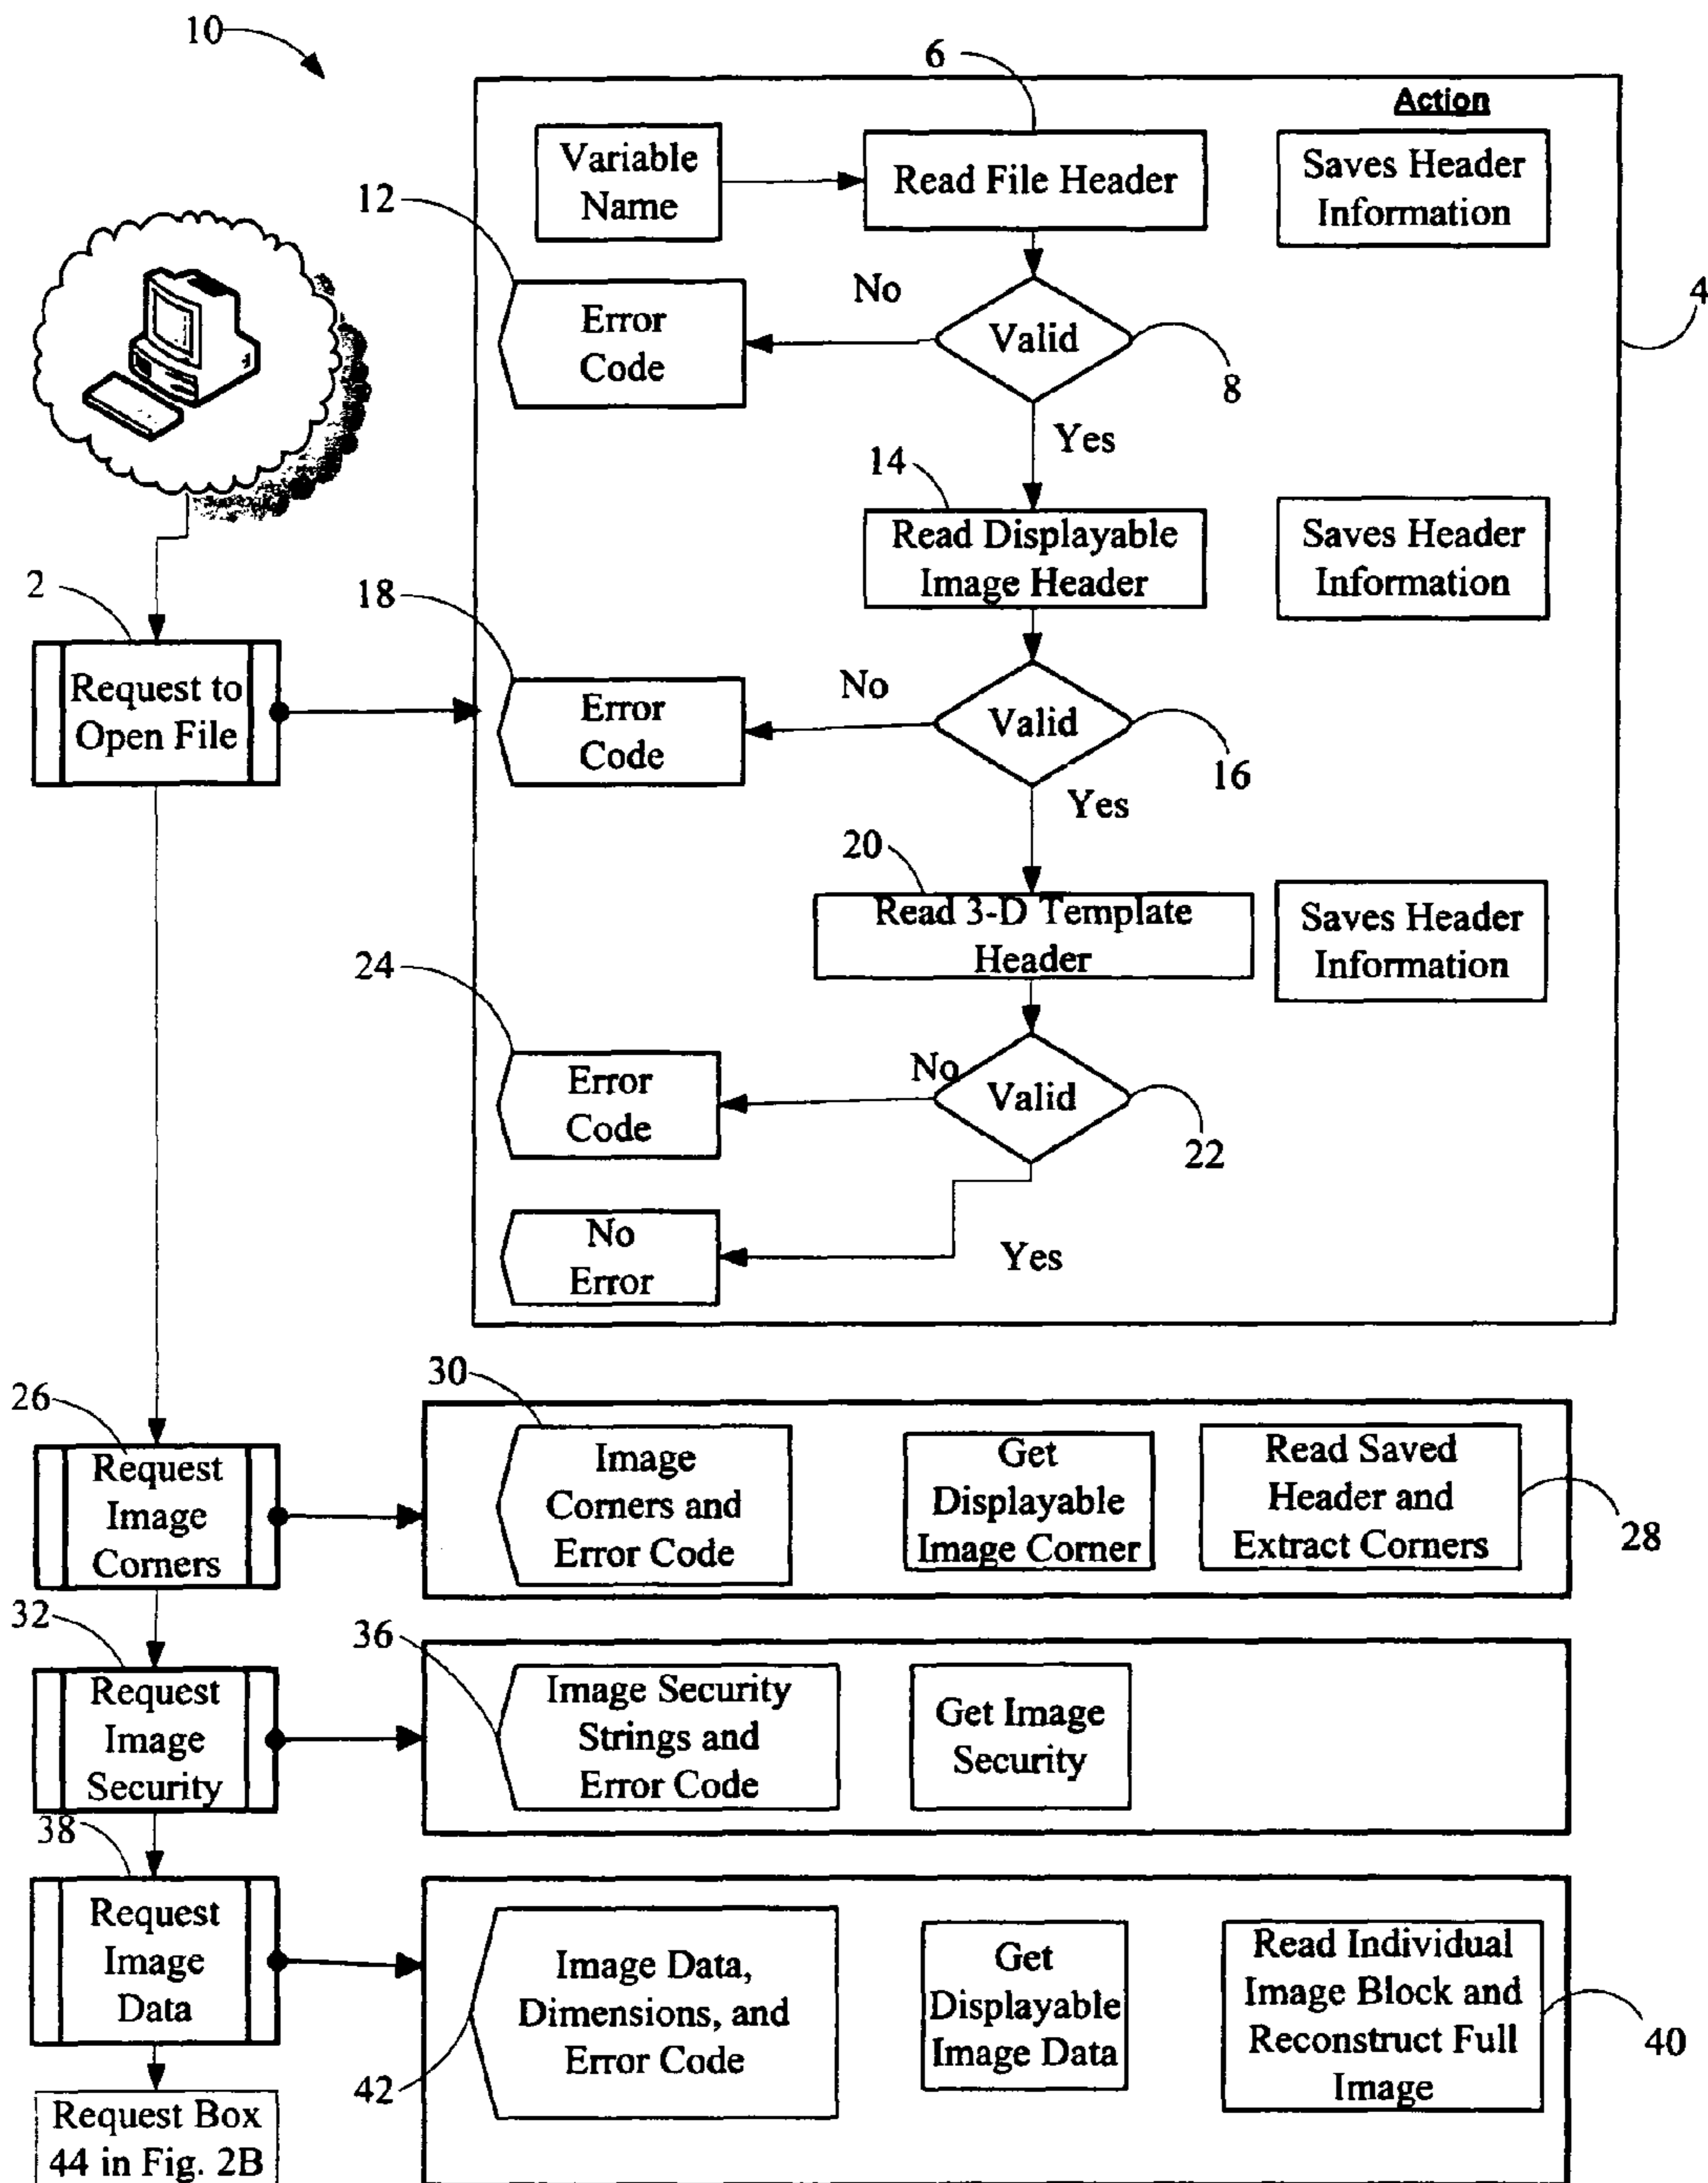 10
6
Action
Variable
Name
Read File Header
Saves Header
Information
12
4
No
Error
Code
Valid
8
Yes
14
Read Displayable
Image Header
Saves Header
Information
2
18
Request to
Open File
No
Error
Code
Valid
16
Yes
20
Read 3-D Template
Header
Saves Header
Information
24
No
Error
Code
Valid
22
No
Error
Yes
26
30
Request
Image
Corners
Image
Corners and
Error Code
Get
Displayable
Image Corner
Read Saved
Header and
Extract Corners
28
32
36
Request
Image
Security
Image Security
Strings and
Error Code
Get Image
Security
38
Request
Image
Data
Image Data,
Dimensions, and
Error Code
Get
Displayable
Image Data
Read Individual
Image Block and
Reconstruct Full
Image
40
42
Request Box
44 in Fig. 2B